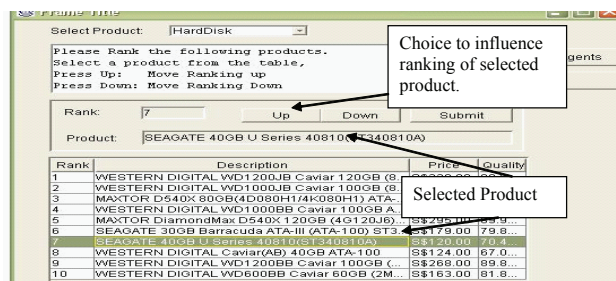 Frame Title
Select Product: HardDisk
Please Rank the following products.
Select a product from the table,
Press Up: Move Ranking up
Press Down: Move Ranking Down
Choice to influence
ranking of selected
product.
gents
Rank: 7 Up Down Submit
Product: SEAGATE 40GB U Series 40810(ST340810A)
Rank Description Price Quality
1 WESTERN DIGITAL WD1200JB Caviar 120GB (8...
2 WESTERN DIGITAL WD1000JB Caviar 100GB (8...
3 MAXTOR D540X 80GB(4D080H1/4K080H1) ATA-...
4 WESTERN DIGITAL WD1000BB Caviar 100GB A...
5 MAXTOR DiamondMax D540X 120GB (4G120J6)... S$295.00
6 SEAGATE 30GB Barracuda ATA-III (ATA-100) ST3... S$179.00 79.8...
7 SEAGATE 40GB U Series 40810(ST340810A) S$120.00 70.4...
8 WESTERN DIGITAL Caviar(AB) 40GB ATA-100 S$124.00 67.0...
9 WESTERN DIGITAL WD1200BB Caviar 100GB (... S$268.00 89.8...
10 WESTERN DIGITAL WD600BB Caviar 60GB (2M... S$163.00 81.8...
Selected Product